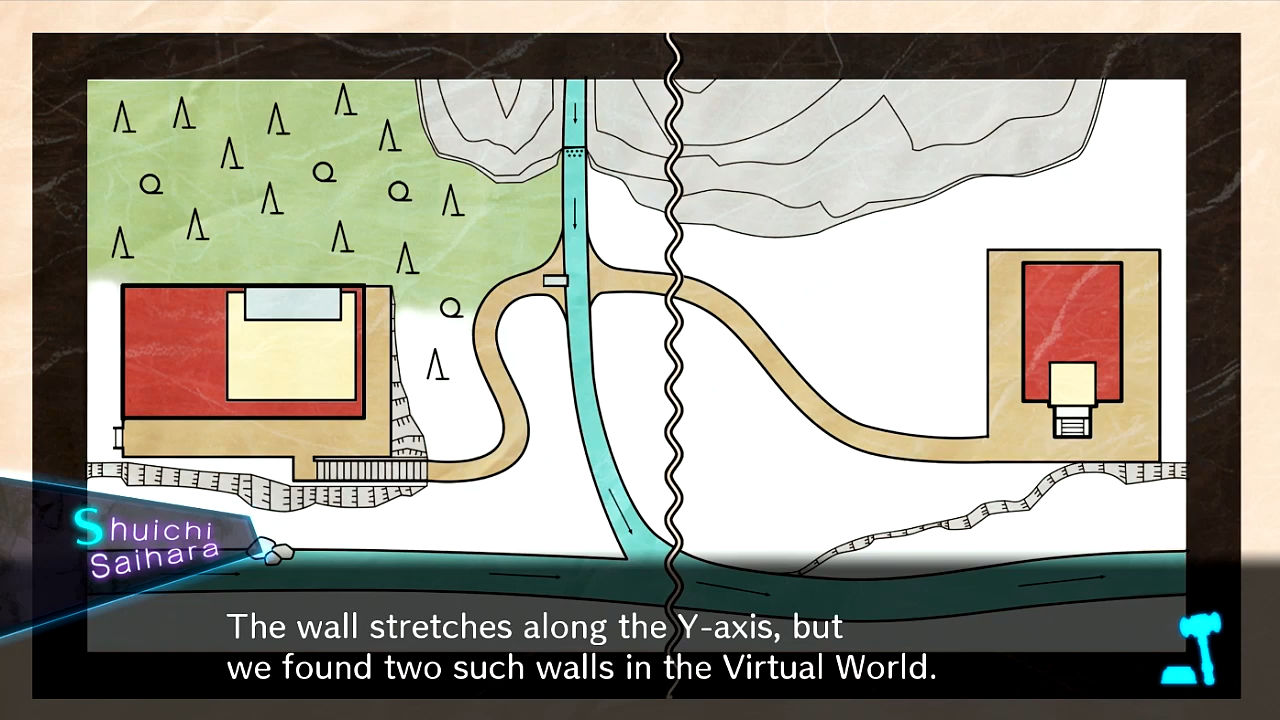 Shuichi
Saihara
The wall stretches along the Y-axis, but
we found two such walls in the Virtual World.